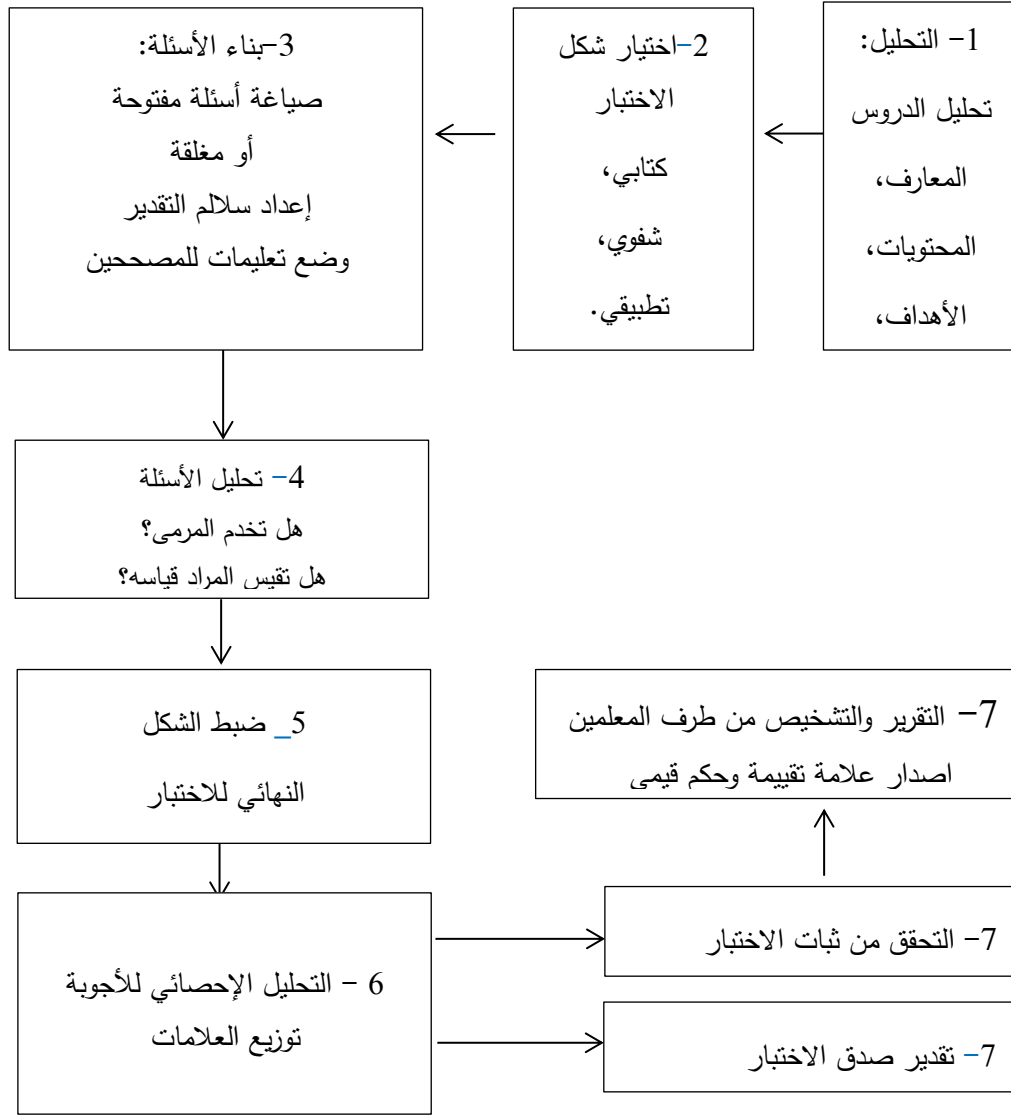 1- التحليل:
تحليل الدروس
المعارف،
المحتويات،
الأهداف،
2-اختيار شكل
الاختبار
كتابي،
شفوي،
تطبيقي.
3-بناء الأسئلة:
صياغة أسئلة مفتوحة
أو مغلقة
إعداد سلالم التقدير
وضع تعليمات للمصححين
4- تحليل الأسئلة
هل تخدم المرمى؟
هل تقيس المراد قياسه؟
5_ ضبط الشكل
النهائي للاختبار
6 - التحليل الإحصائي للأجوبة
توزيع العلامات
7- التحقق من ثبات الاختبار
7- تقدير صدق الاختبار
7- التقرير والتشخيص من طرف المعلمين
اصدار علامة تقييمة وحكم قيمي